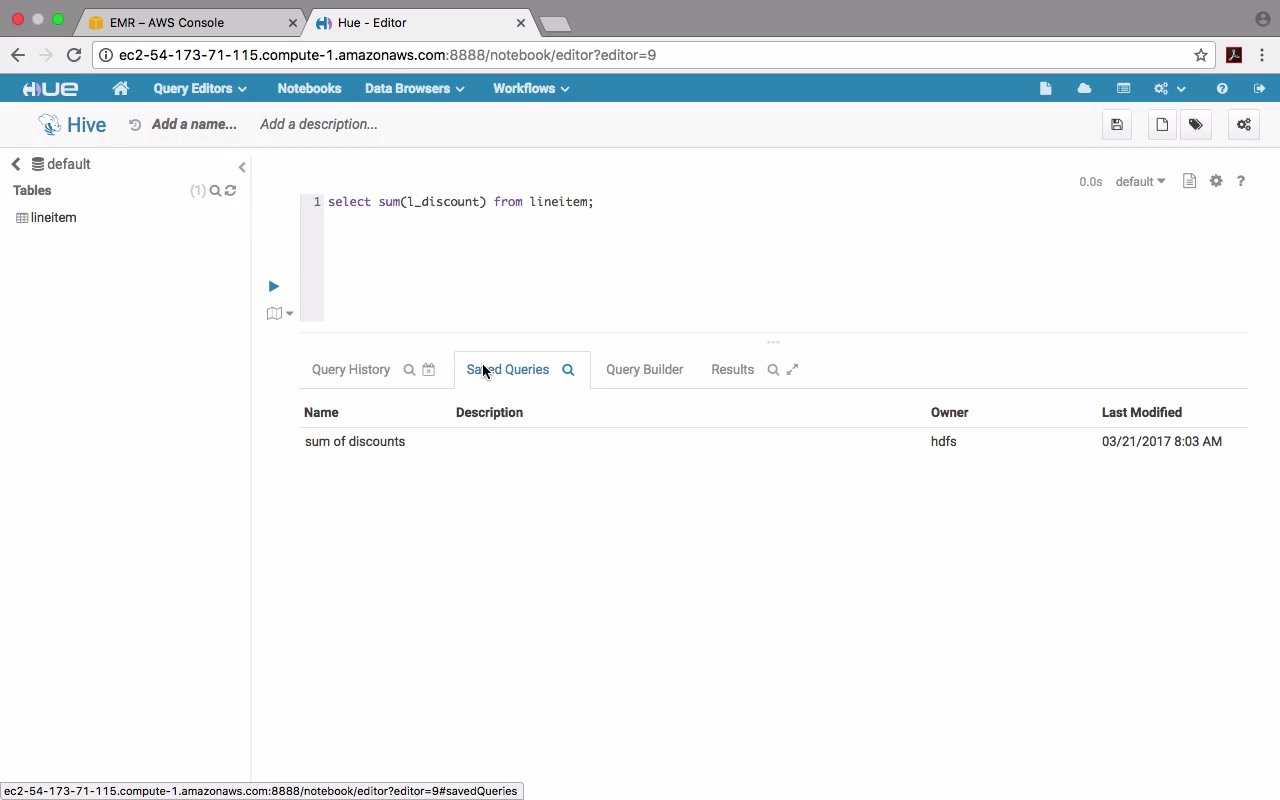 EMR – AWS Console
Hue - Editor
ec2-54-173-71-115.compute-1.amazonaws.com:8888/notebook/editor?editor=9
HUE Query Editors Notebooks Data Browsers Workflows
Hive Add a name... Add a description...
default
Tables (1)
lineitem
0.0s default
1 select sum(l_discount) from lineitem;
Query History Saved Queries Query Builder Results
Name Description Owner Last Modified
sum of discounts hdfs 03/21/2017 8:03 AM
ec2-54-173-71-115.compute-1.amazonaws.com:8888/notebook/editor?editor=9#savedQueries